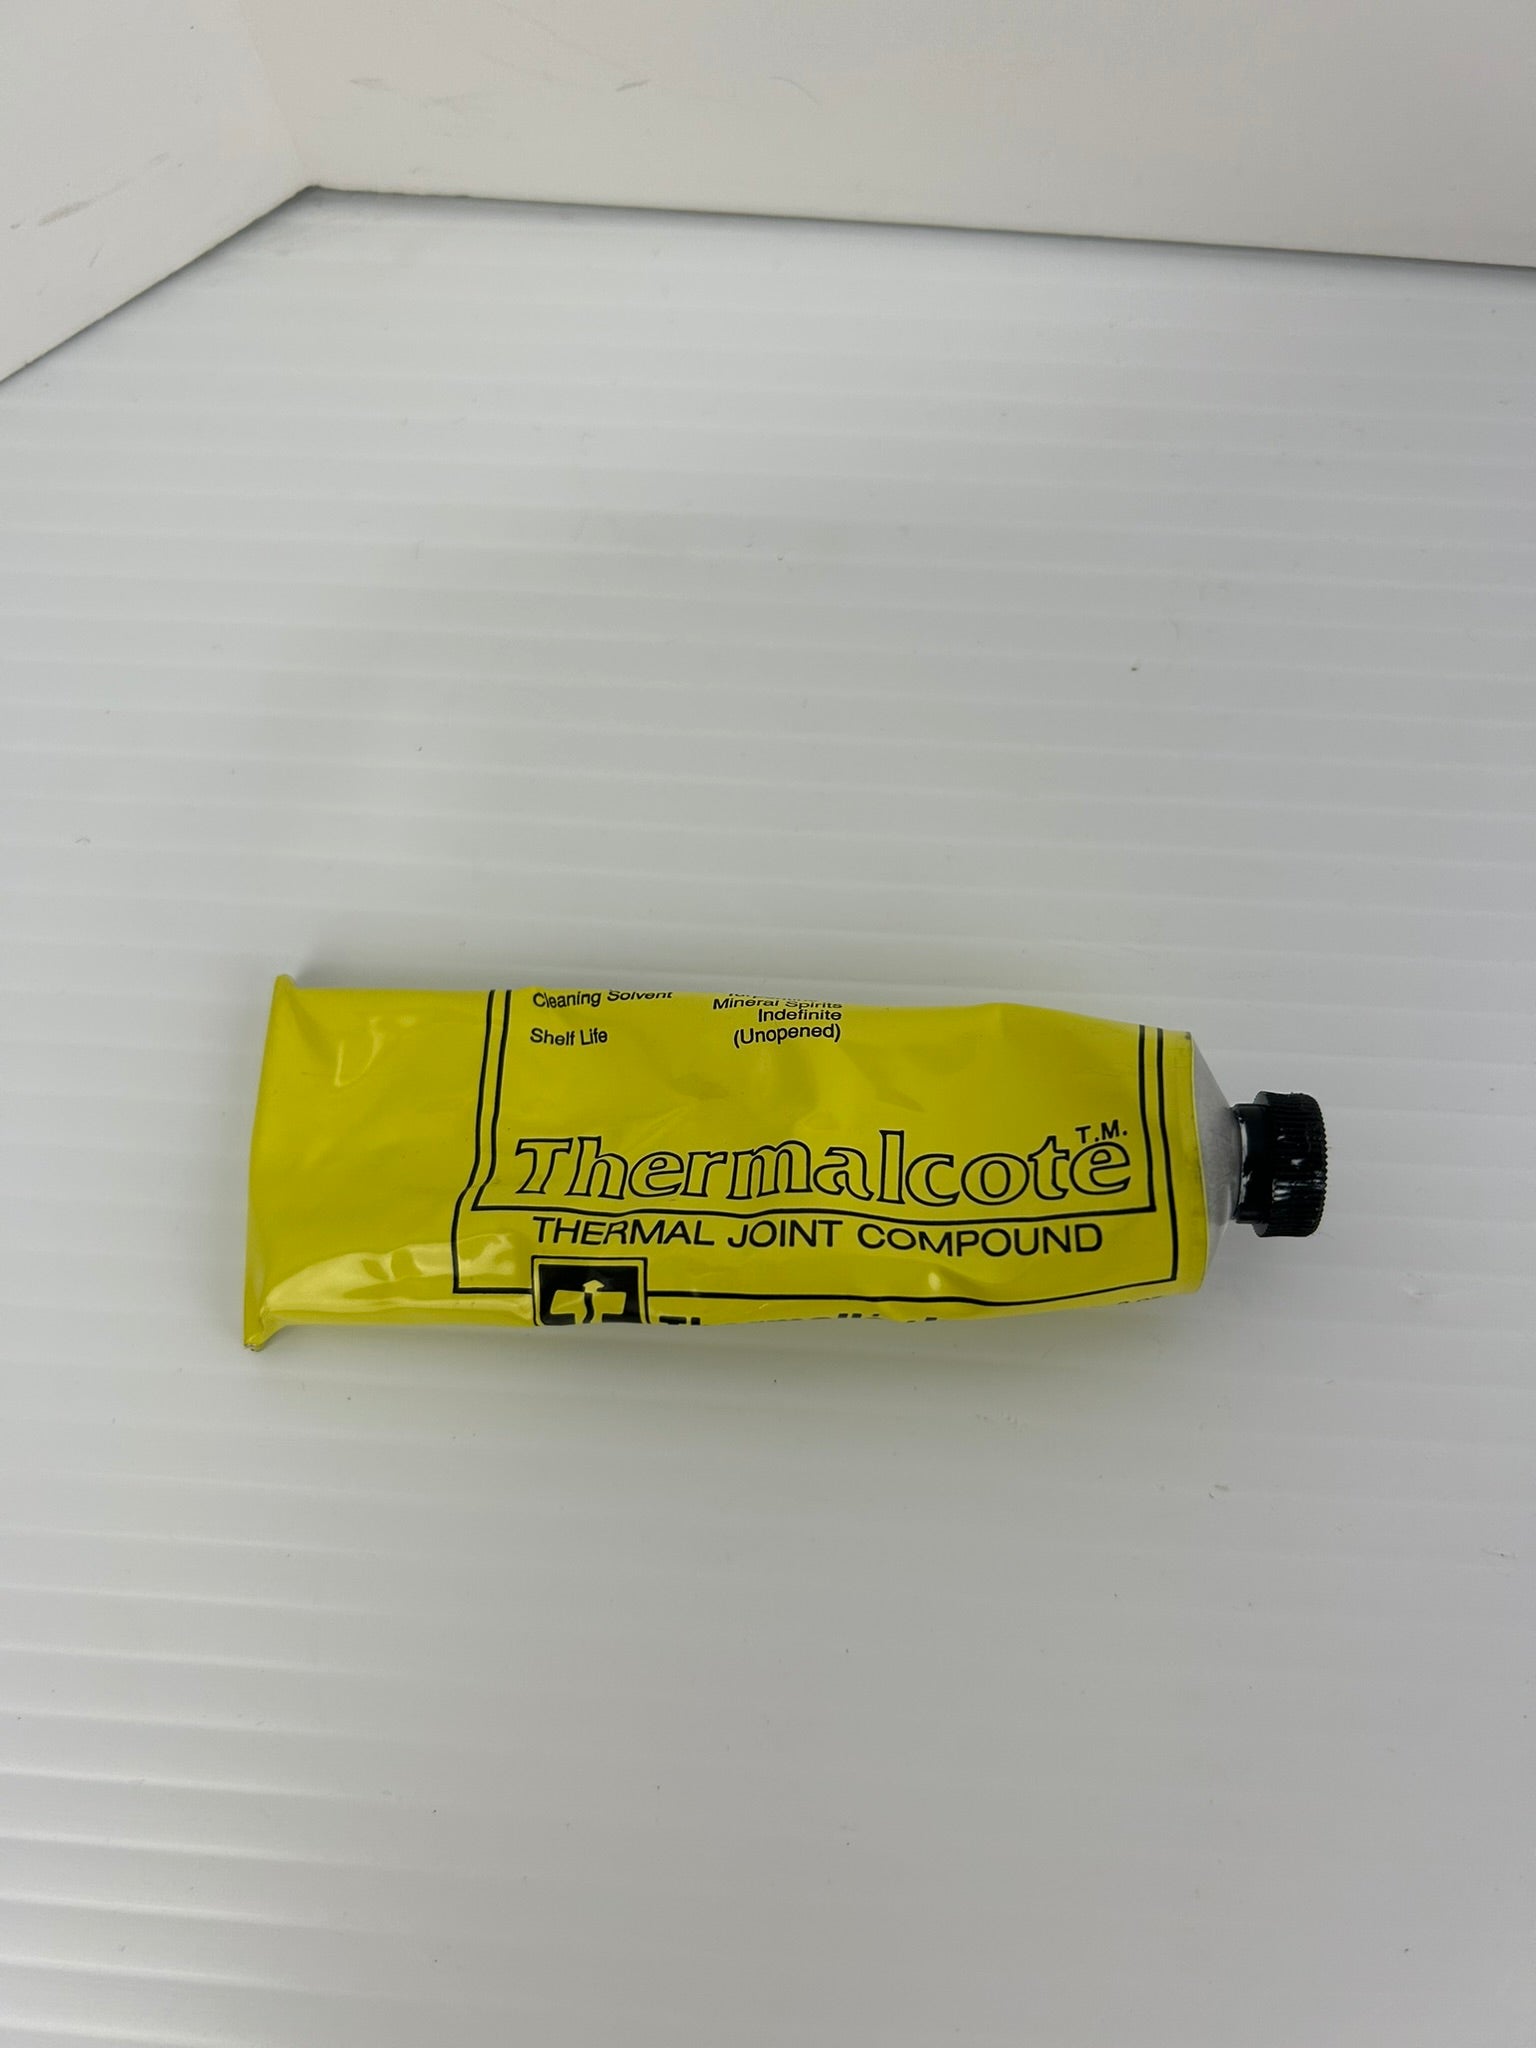 Cleaning Solvent
Mineral Spirits
Indefinite
Shelf Life (Unopened)
Thermalcote T.M.
THERMAL JOINT COMPOUND